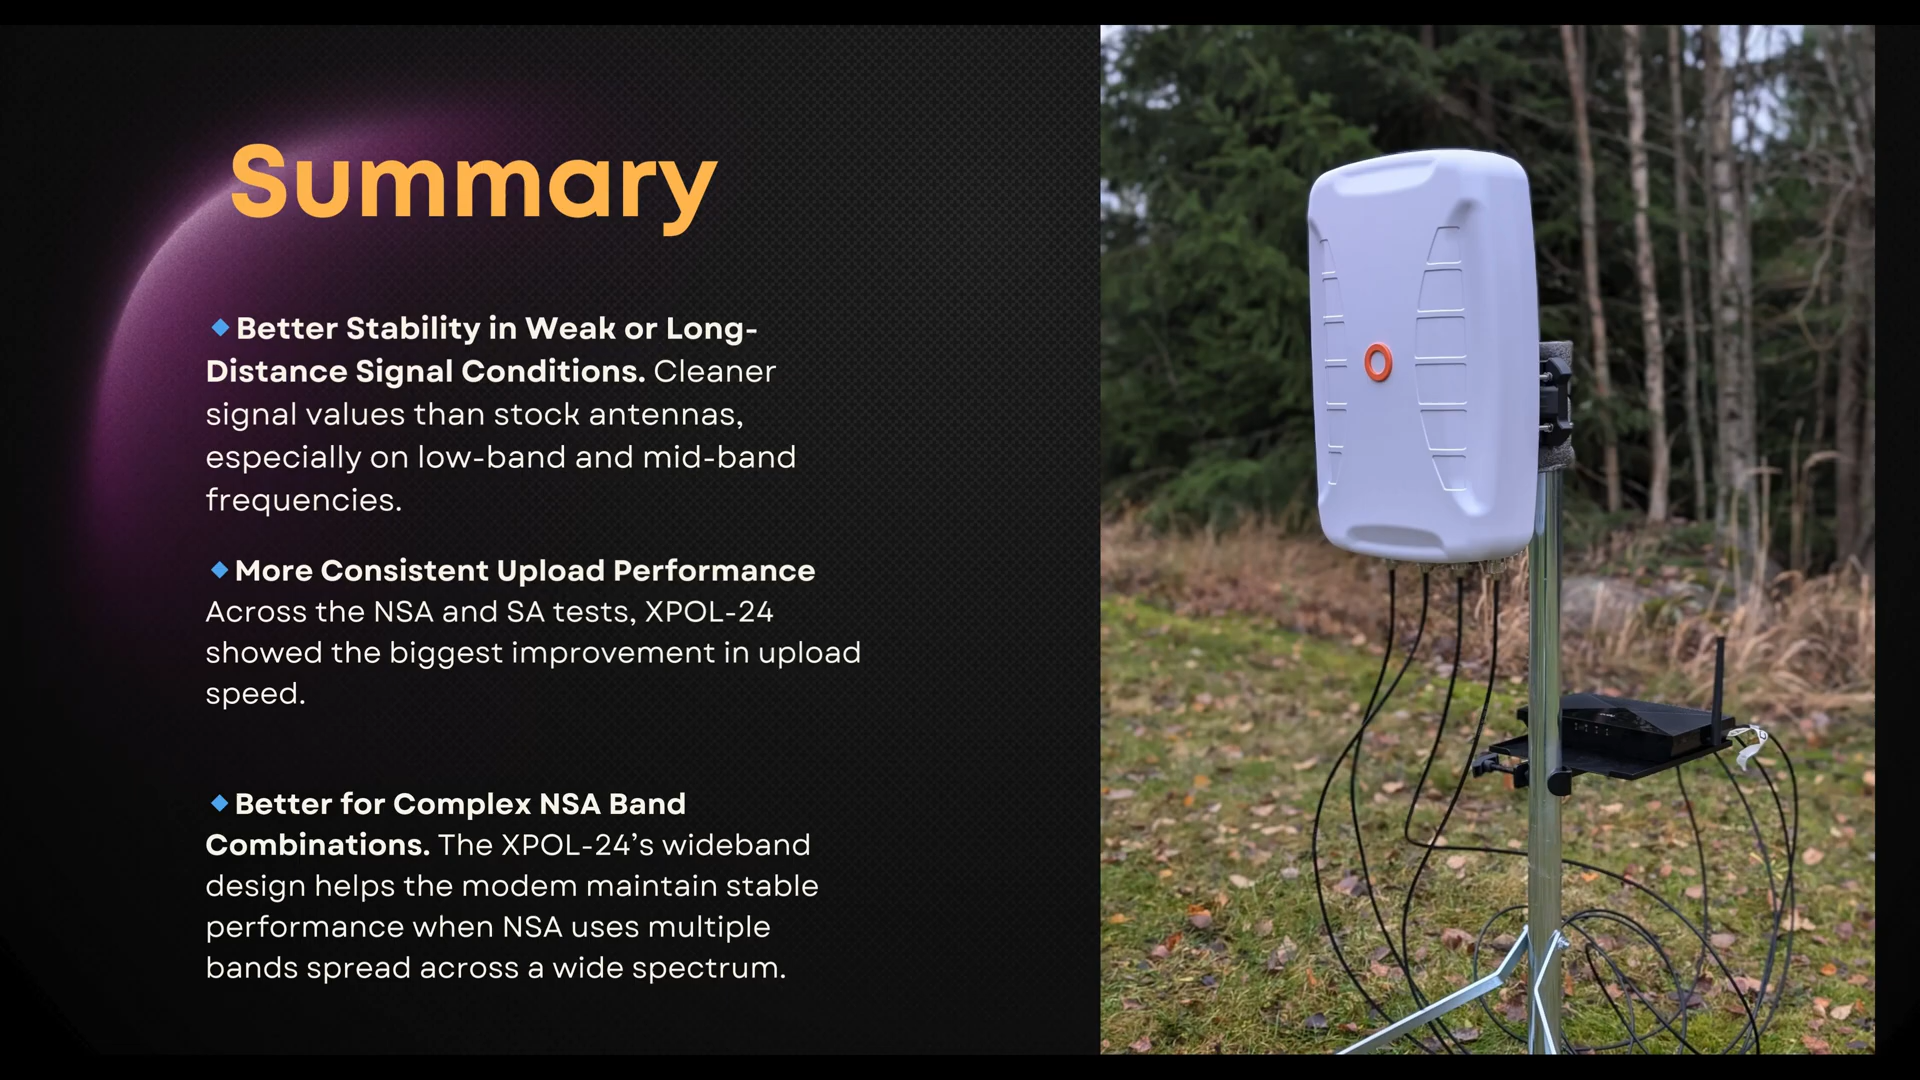 Summary
Better Stability in Weak or Long-
Distance Signal Conditions. Cleaner
signal values than stock antennas,
especially on low-band and mid-band
frequencies.
More Consistent Upload Performance
Across the NSA and SA tests, XPOL-24
showed the biggest improvement in upload
speed.
Better for Complex NSA Band
Combinations. The XPOL-24’s wideband
design helps the modem maintain stable
performance when NSA uses multiple
bands spread across a wide spectrum.